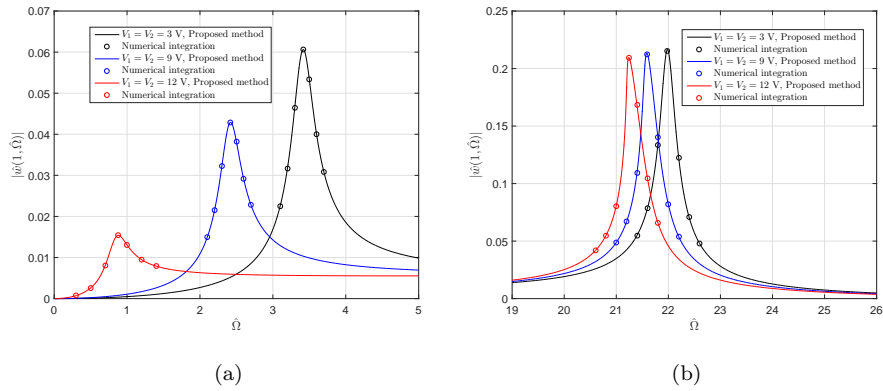 0.07
0.06
0.05
0.04
0.03
0.02
0.01
0
|ŵ(1, Ω̂)|
V₁ = V₂ = 3 V, Proposed method
Numerical integration
V₁ = V₂ = 9 V, Proposed method
Numerical integration
V₁ = V₂ = 12 V, Proposed method
Numerical integration
0 1 2 3 4 5
Ω̂
(a)
0.25
0.2
0.15
0.1
0.05
0
|ŵ(1, Ω̂)|
V₁ = V₂ = 3 V, Proposed method
Numerical integration
V₁ = V₂ = 9 V, Proposed method
Numerical integration
V₁ = V₂ = 12 V, Proposed method
Numerical integration
19 20 21 22 23 24 25 26
Ω̂
(b)